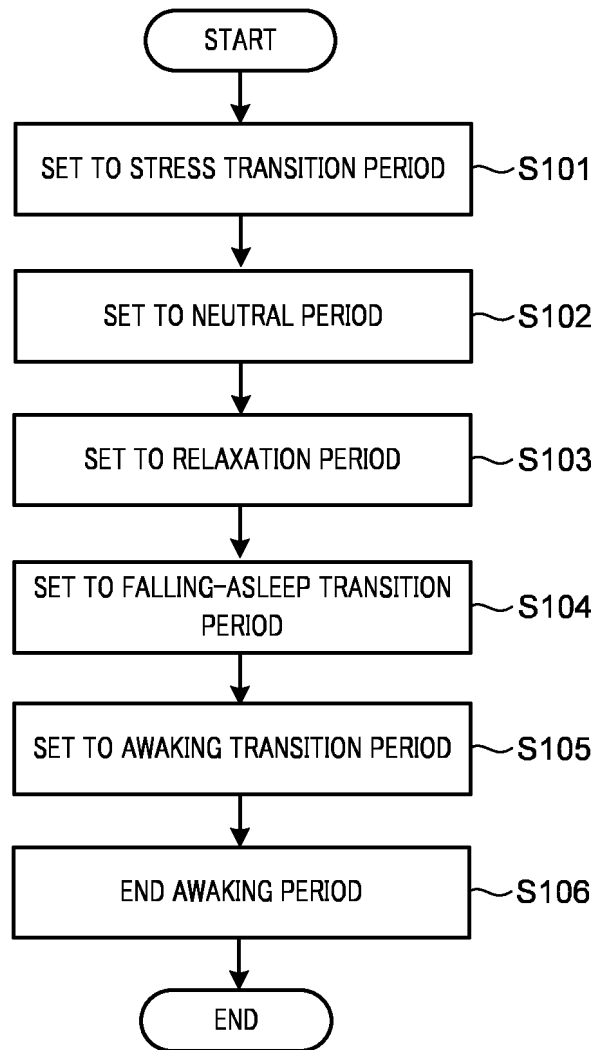 START
SET TO STRESS TRANSITION PERIOD
S101
SET TO NEUTRAL PERIOD
S102
SET TO RELAXATION PERIOD
S103
SET TO FALLING-ASLEEP TRANSITION
PERIOD
S104
SET TO AWAKING TRANSITION PERIOD
S105
END AWAKING PERIOD
S106
END